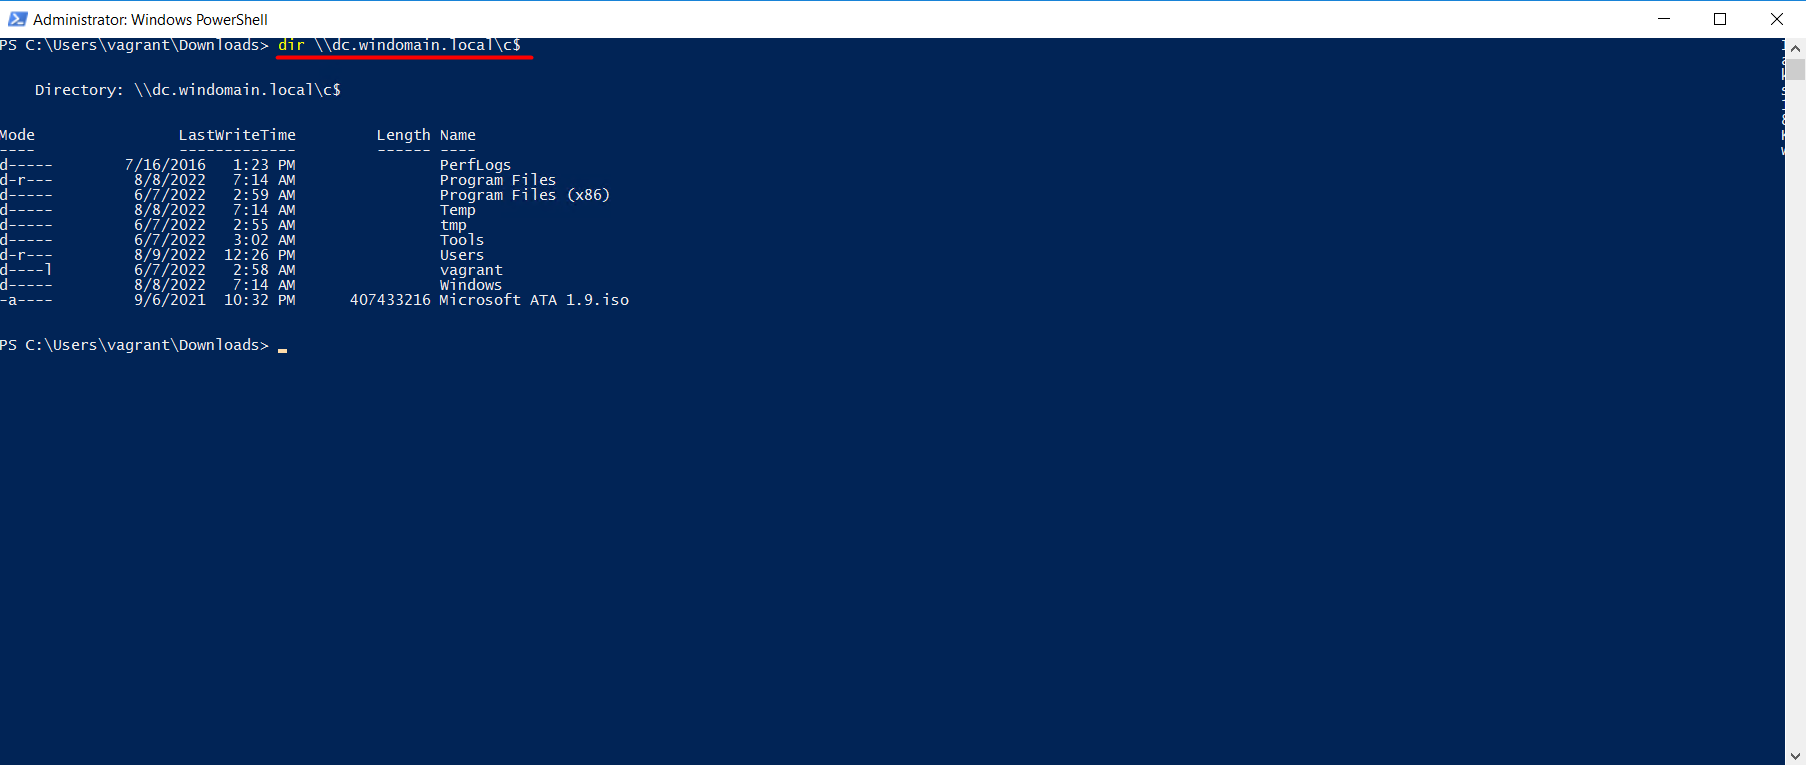 Administrator: Windows PowerShell
PS C:\Users\vagrant\Downloads> dir \\dc.windomain.local\c$
Directory: \\dc.windomain.local\c$
Mode LastWriteTime Length Name
---- ------------- ------ ----
d----- 7/16/2016 1:23 PM PerfLogs
d-r--- 8/8/2022 7:14 AM Program Files
d----- 6/7/2022 2:59 AM Program Files (x86)
d----- 8/8/2022 7:14 AM Temp
d----- 6/7/2022 2:55 AM tmp
d----- 6/7/2022 3:02 AM Tools
d-r--- 8/9/2022 12:26 PM Users
d----l 6/7/2022 2:58 AM vagrant
d----- 8/8/2022 7:14 AM Windows
-a---- 9/6/2021 10:32 PM 407433216 Microsoft ATA 1.9.iso
PS C:\Users\vagrant\Downloads>